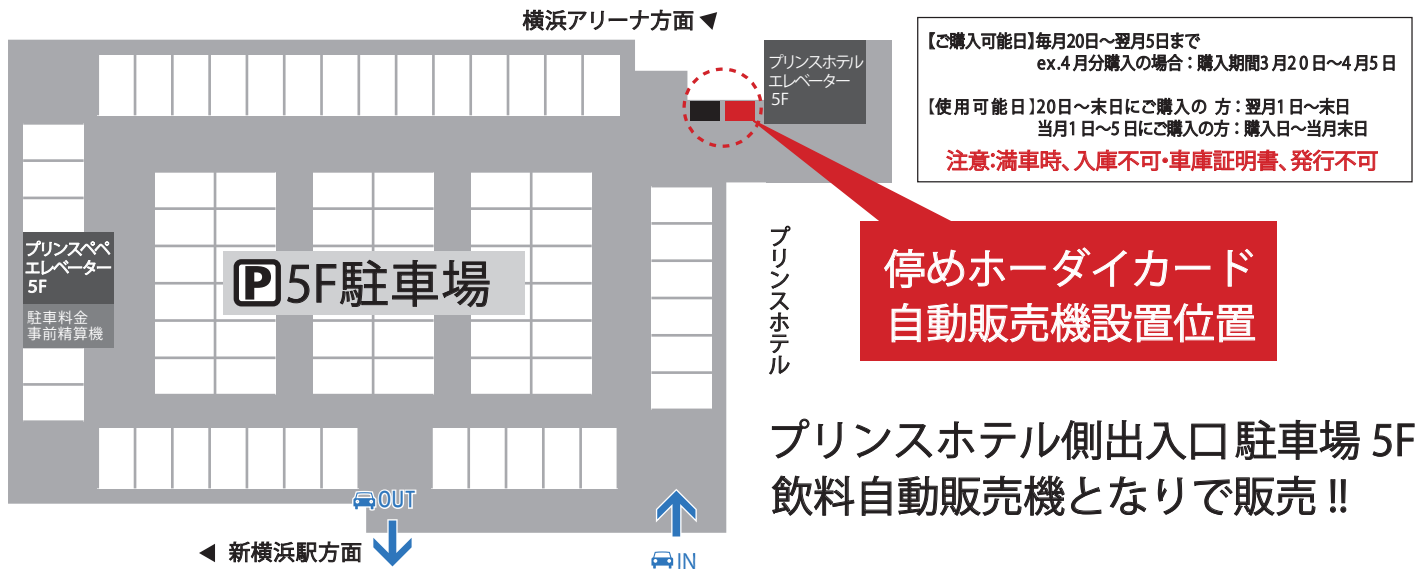 横浜アリーナ方面 ◀
プリンスホテル
エレベーター
5F
【ご購入可能日】毎月20日〜翌月5日まで
ex.4月分購入の場合：購入期間3月20日〜4月5日
【使用可能日】20日〜末日にご購入の方：翌月1日〜末日
当月1日〜5日にご購入の方：購入日〜当月末日
注意:満車時、入庫不可・車庫証明書、発行不可
プリンスペペ
エレベーター
5F
駐車料金
事前精算機
P 5F駐車場
プリンスホテル
停めホーダイカード
自動販売機設置位置
プリンスホテル側出入口 駐車場 5F
飲料自動販売機となりで販売 !!
OUT
◀ 新横浜駅方面
IN